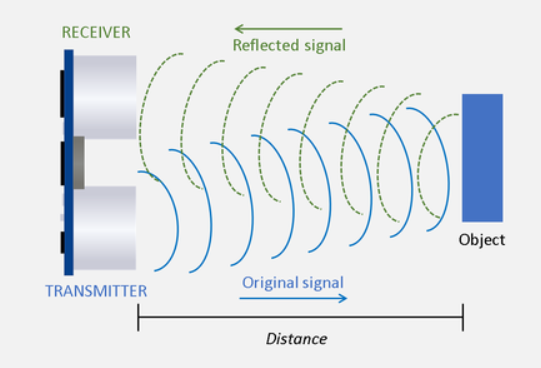 RECEIVER
Reflected signal
Object
Original signal
TRANSMITTER
Distance